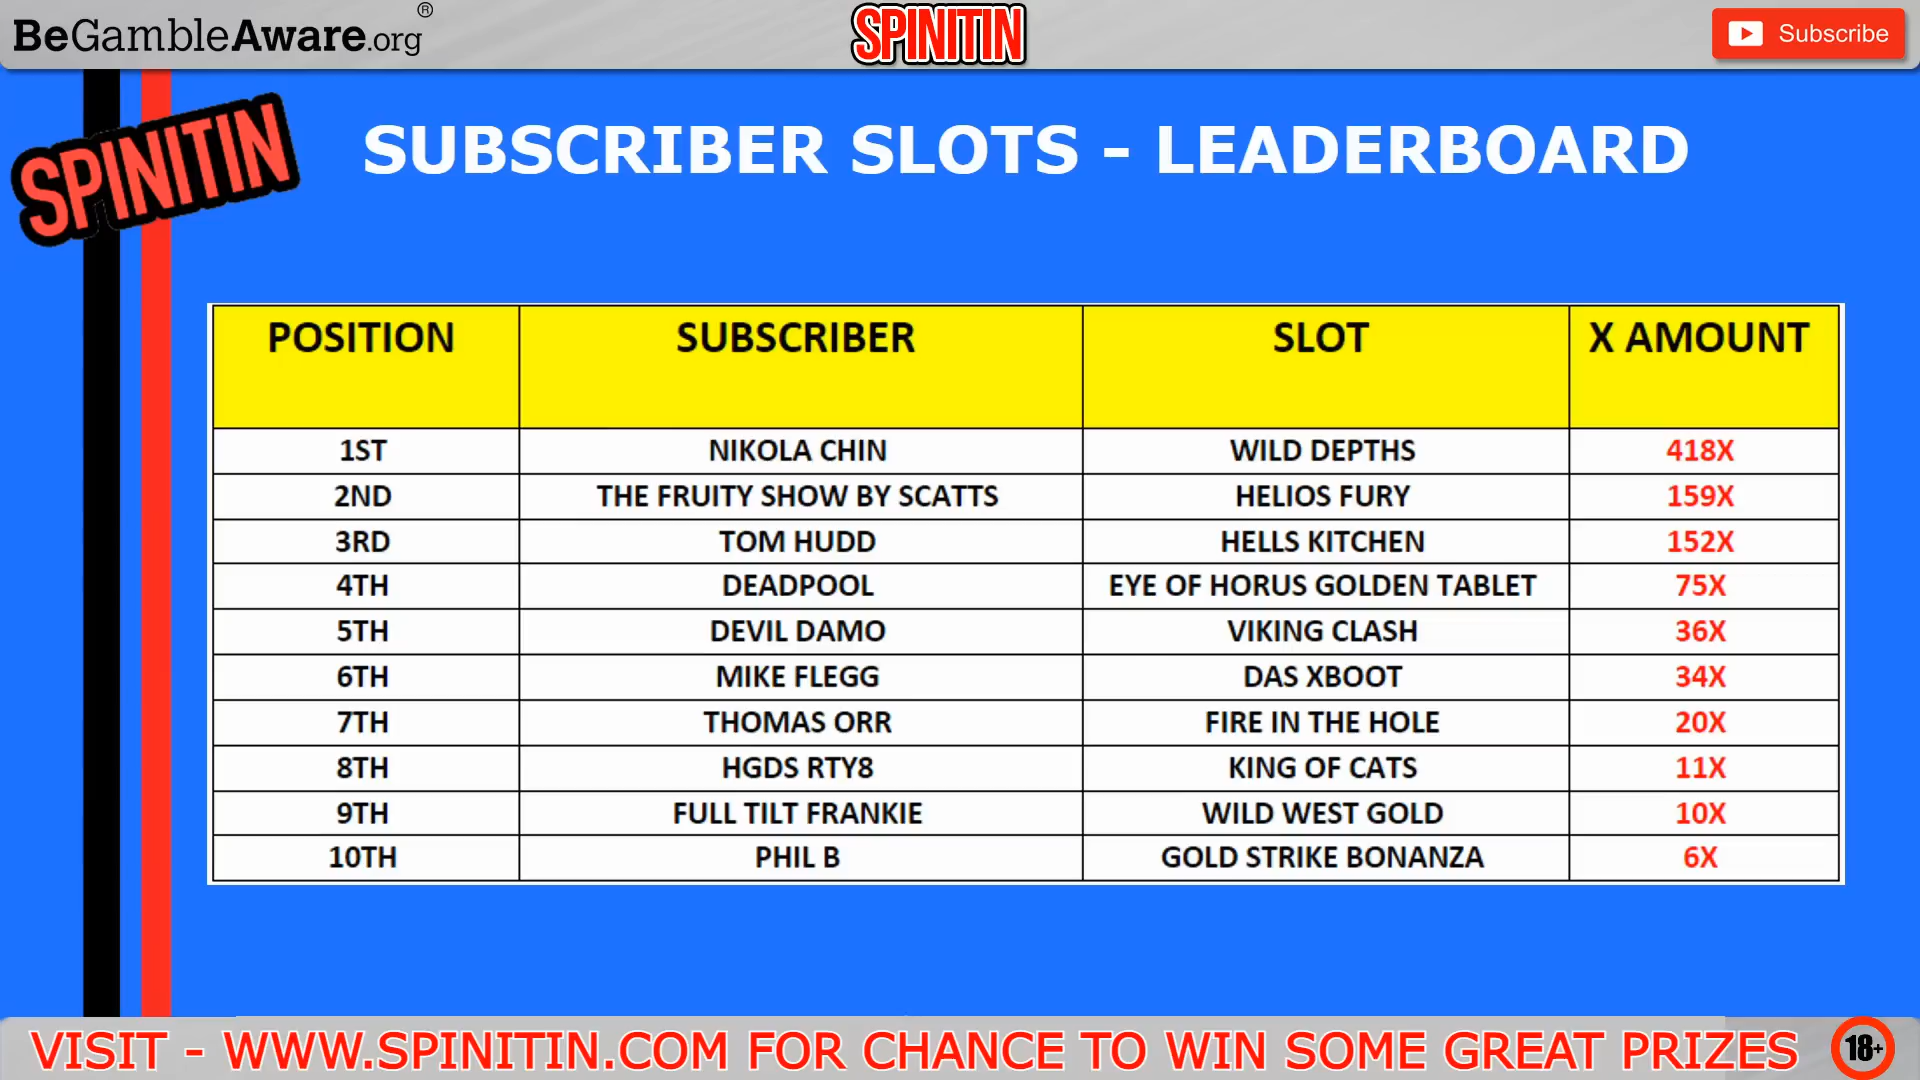 BeGambleAware.org®
SPINITIN
Subscribe
SPINITIN
SUBSCRIBER SLOTS - LEADERBOARD
POSITION SUBSCRIBER SLOT X AMOUNT
1ST NIKOLA CHIN WILD DEPTHS 418X
2ND THE FRUITY SHOW BY SCATTS HELIOS FURY 159X
3RD TOM HUDD HELLS KITCHEN 152X
4TH DEADPOOL EYE OF HORUS GOLDEN TABLET 75X
5TH DEVIL DAMO VIKING CLASH 36X
6TH MIKE FLEGG DAS XBOOT 34X
7TH THOMAS ORR FIRE IN THE HOLE 20X
8TH HGDS RTY8 KING OF CATS 11X
9TH FULL TILT FRANKIE WILD WEST GOLD 10X
10TH PHIL B GOLD STRIKE BONANZA 6X
VISIT - WWW.SPINITIN.COM FOR CHANCE TO WIN SOME GREAT PRIZES
18+